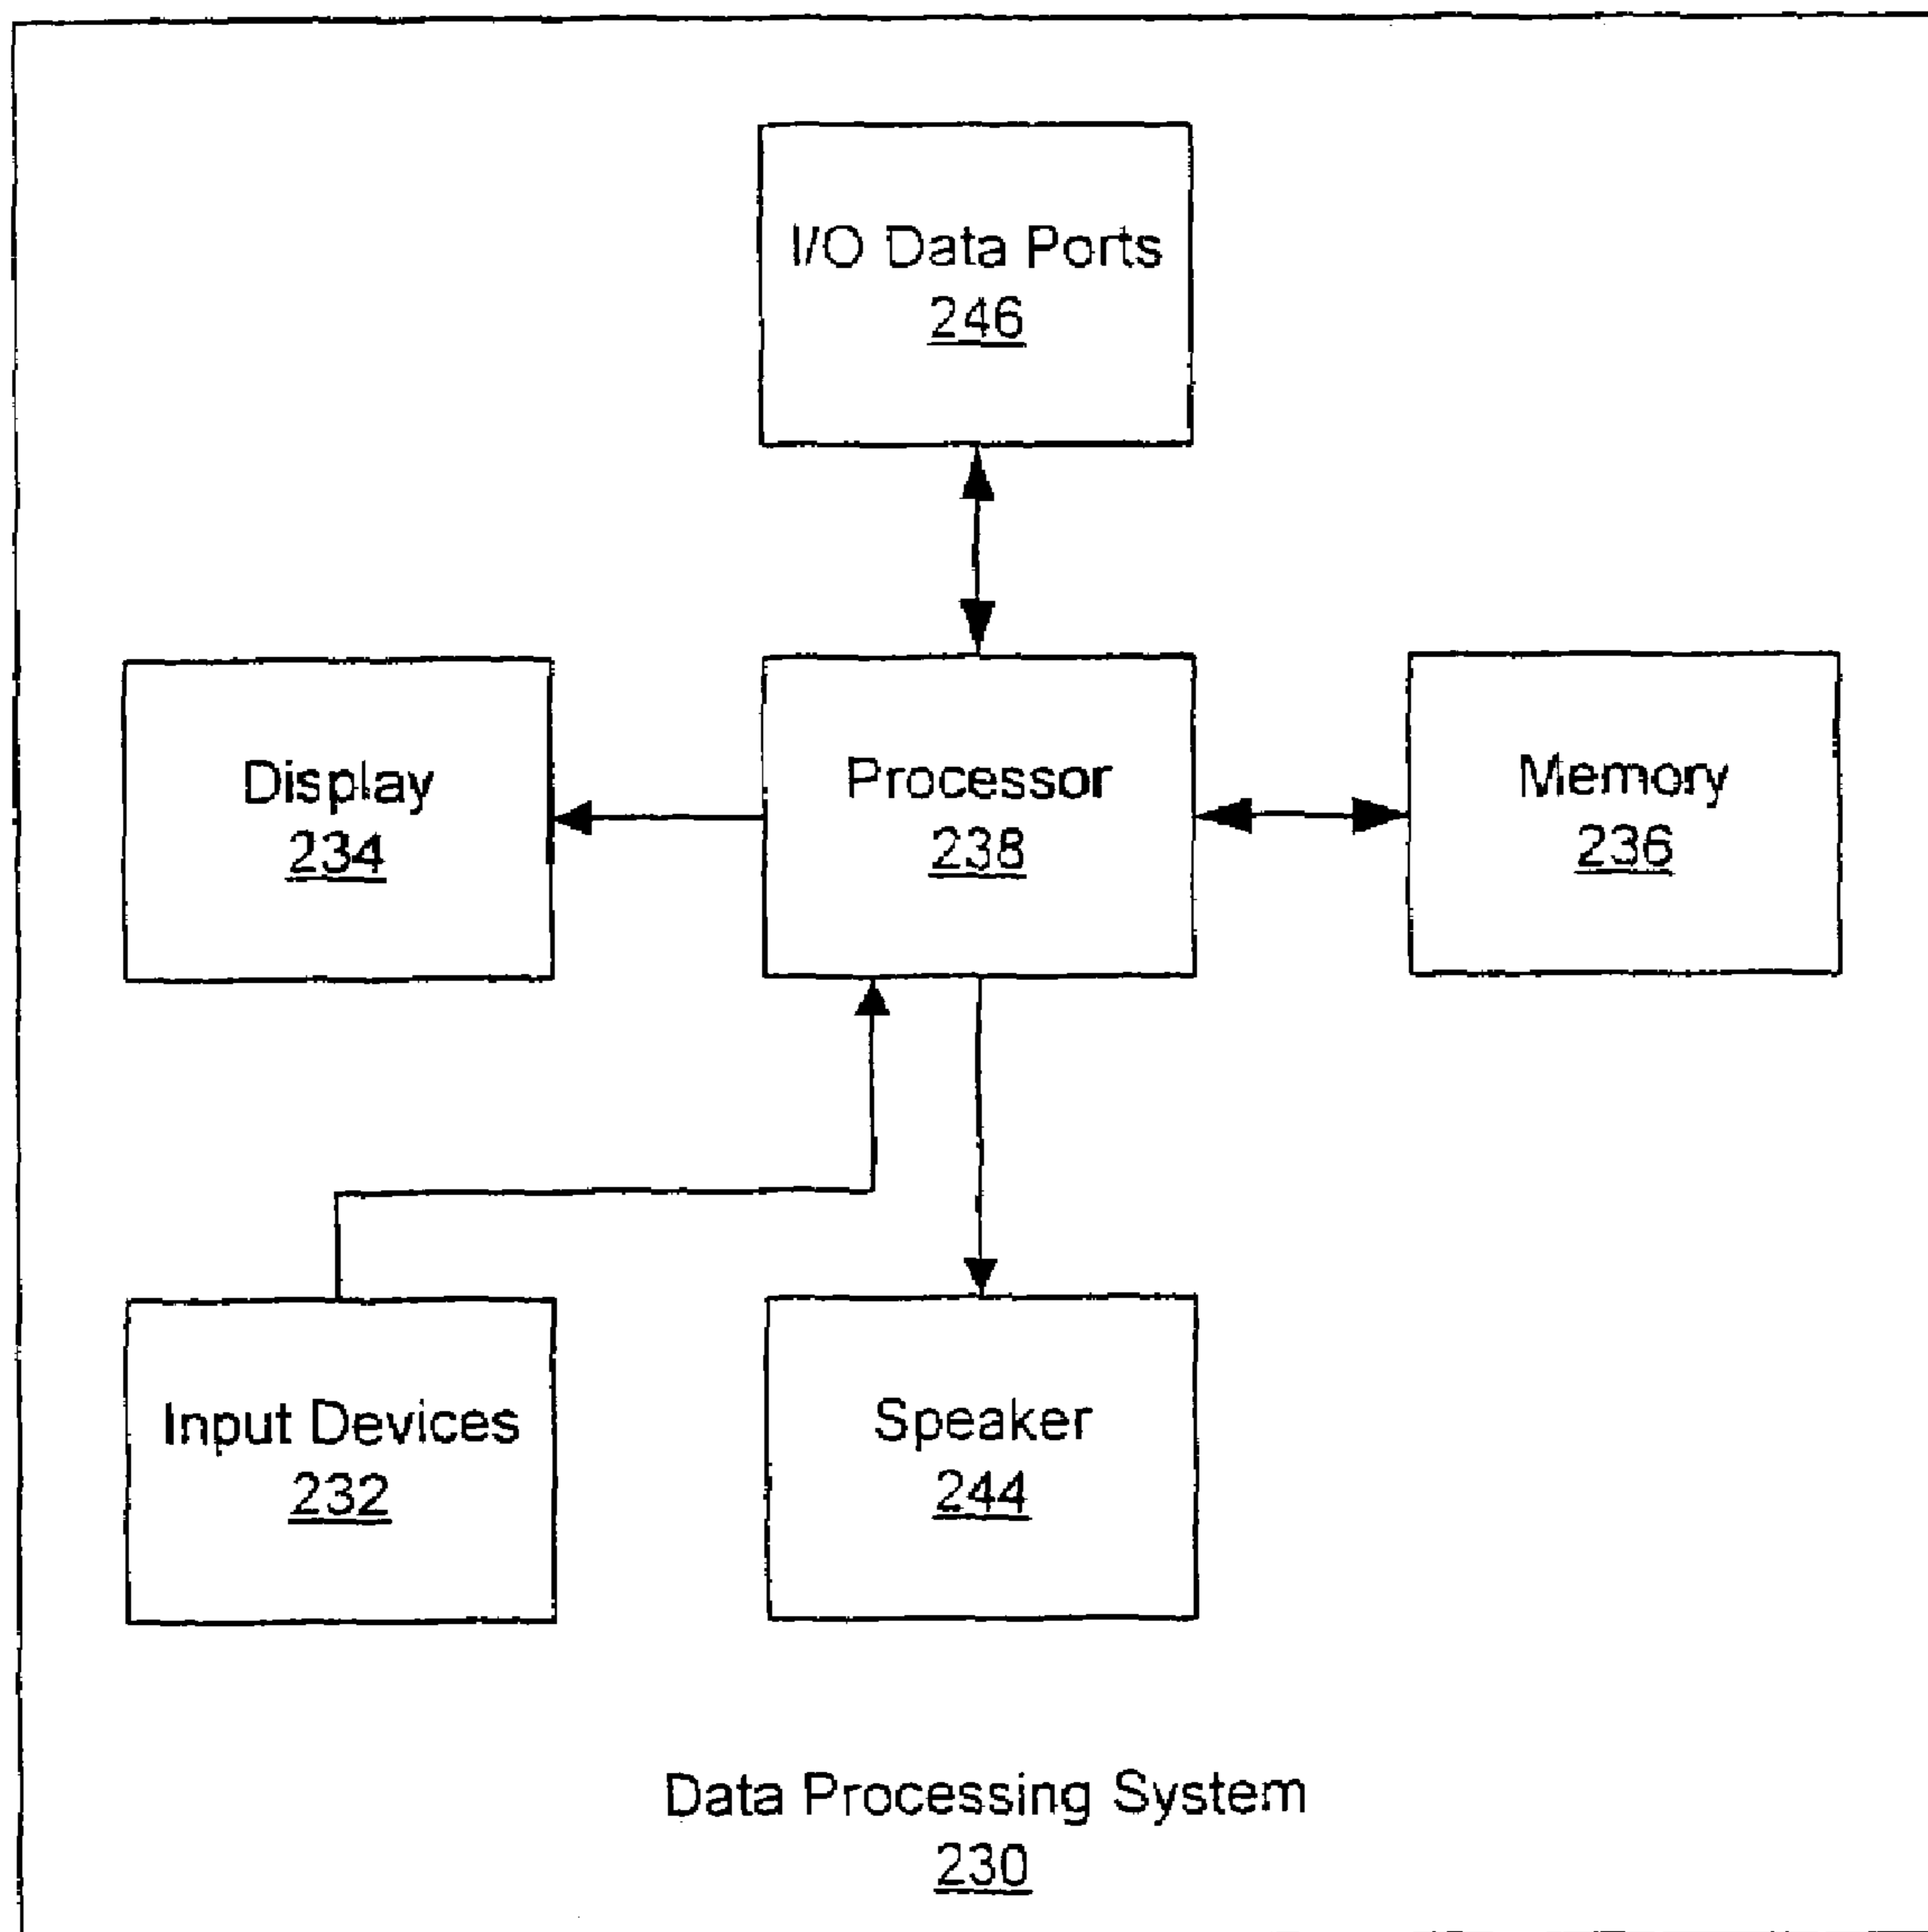 I/O Data Ports
246
Display
234
Processor
238
Memory
236
Input Devices
232
Speaker
244
Data Processing System
230